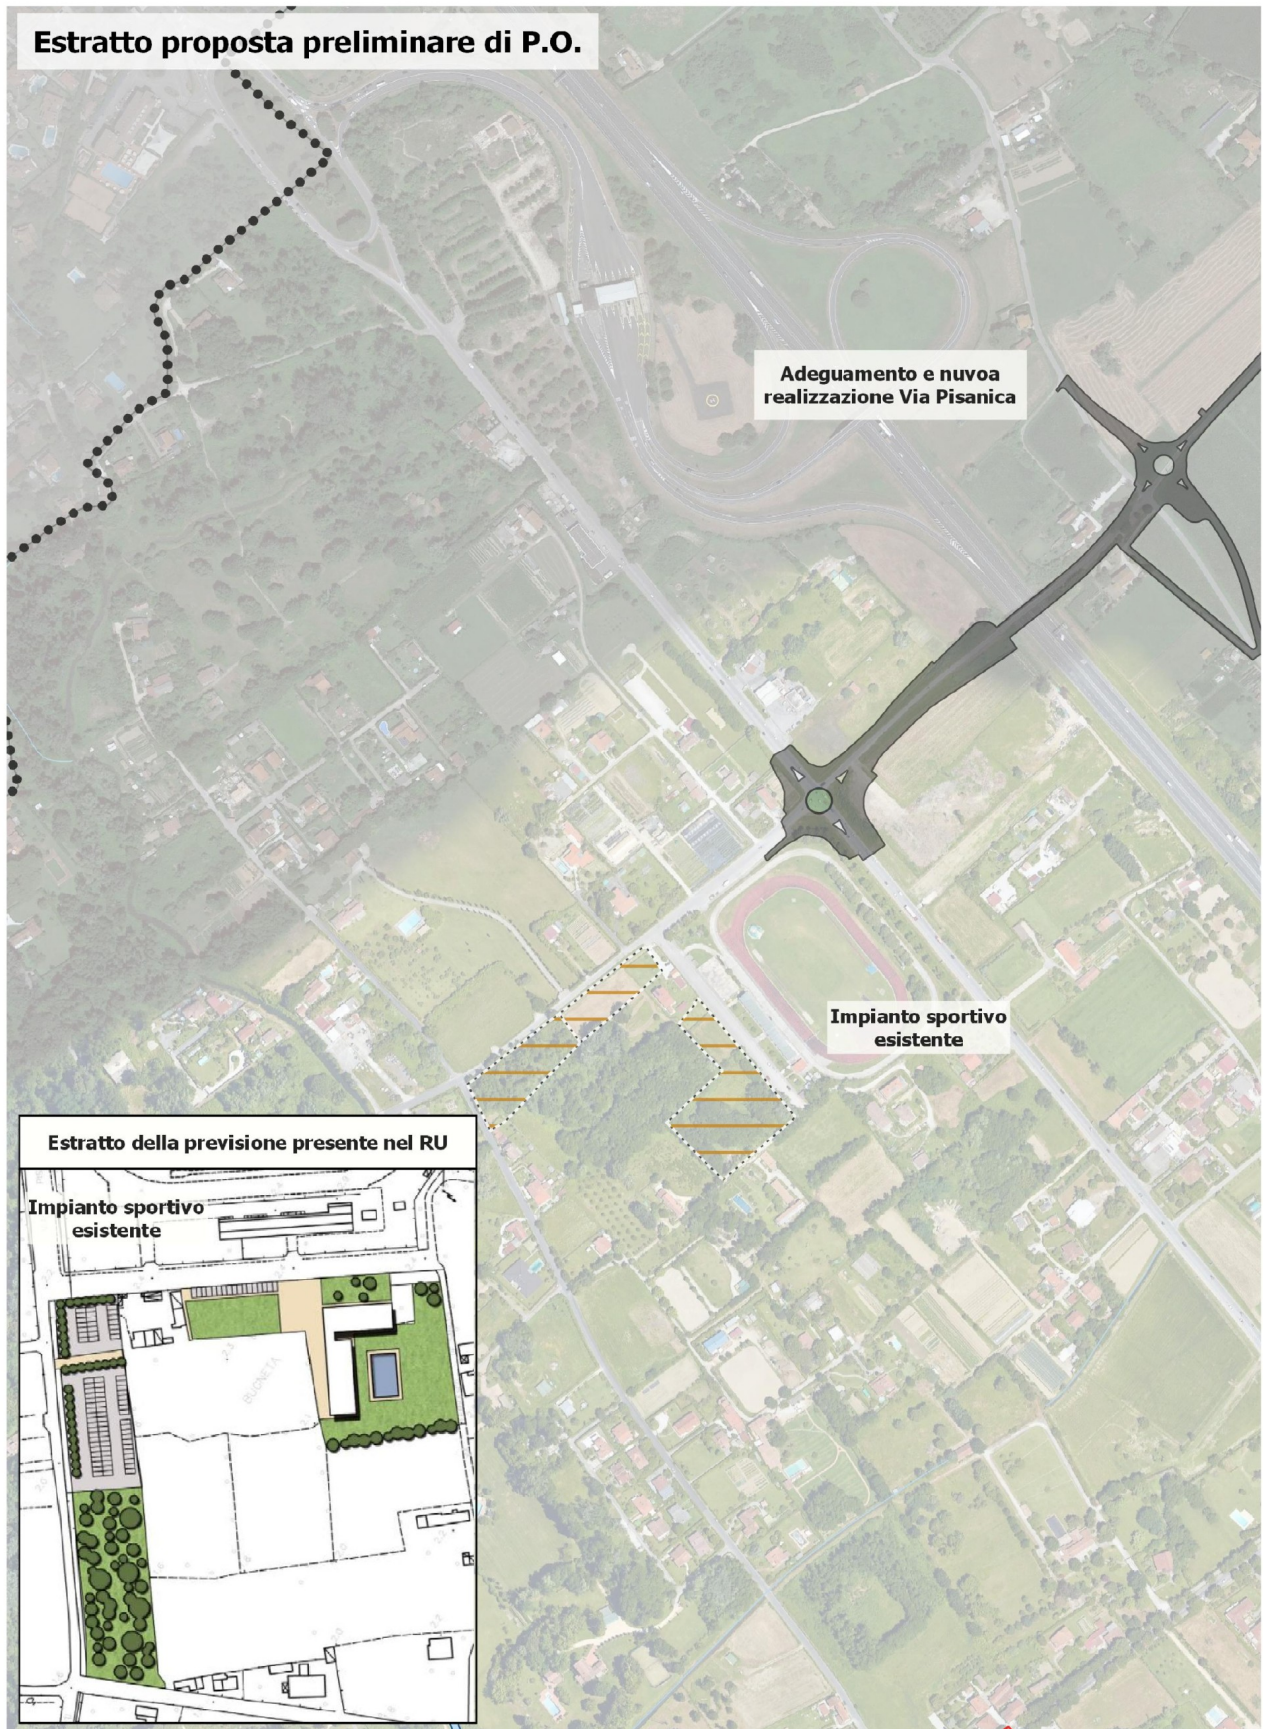 Estratto proposta preliminare di P.O.
Adeguamento e nuvoa
realizzazione Via Pisanica
Impianto sportivo
esistente
Estratto della previsione presente nel RU
Impianto sportivo
esistente
BUGNETA